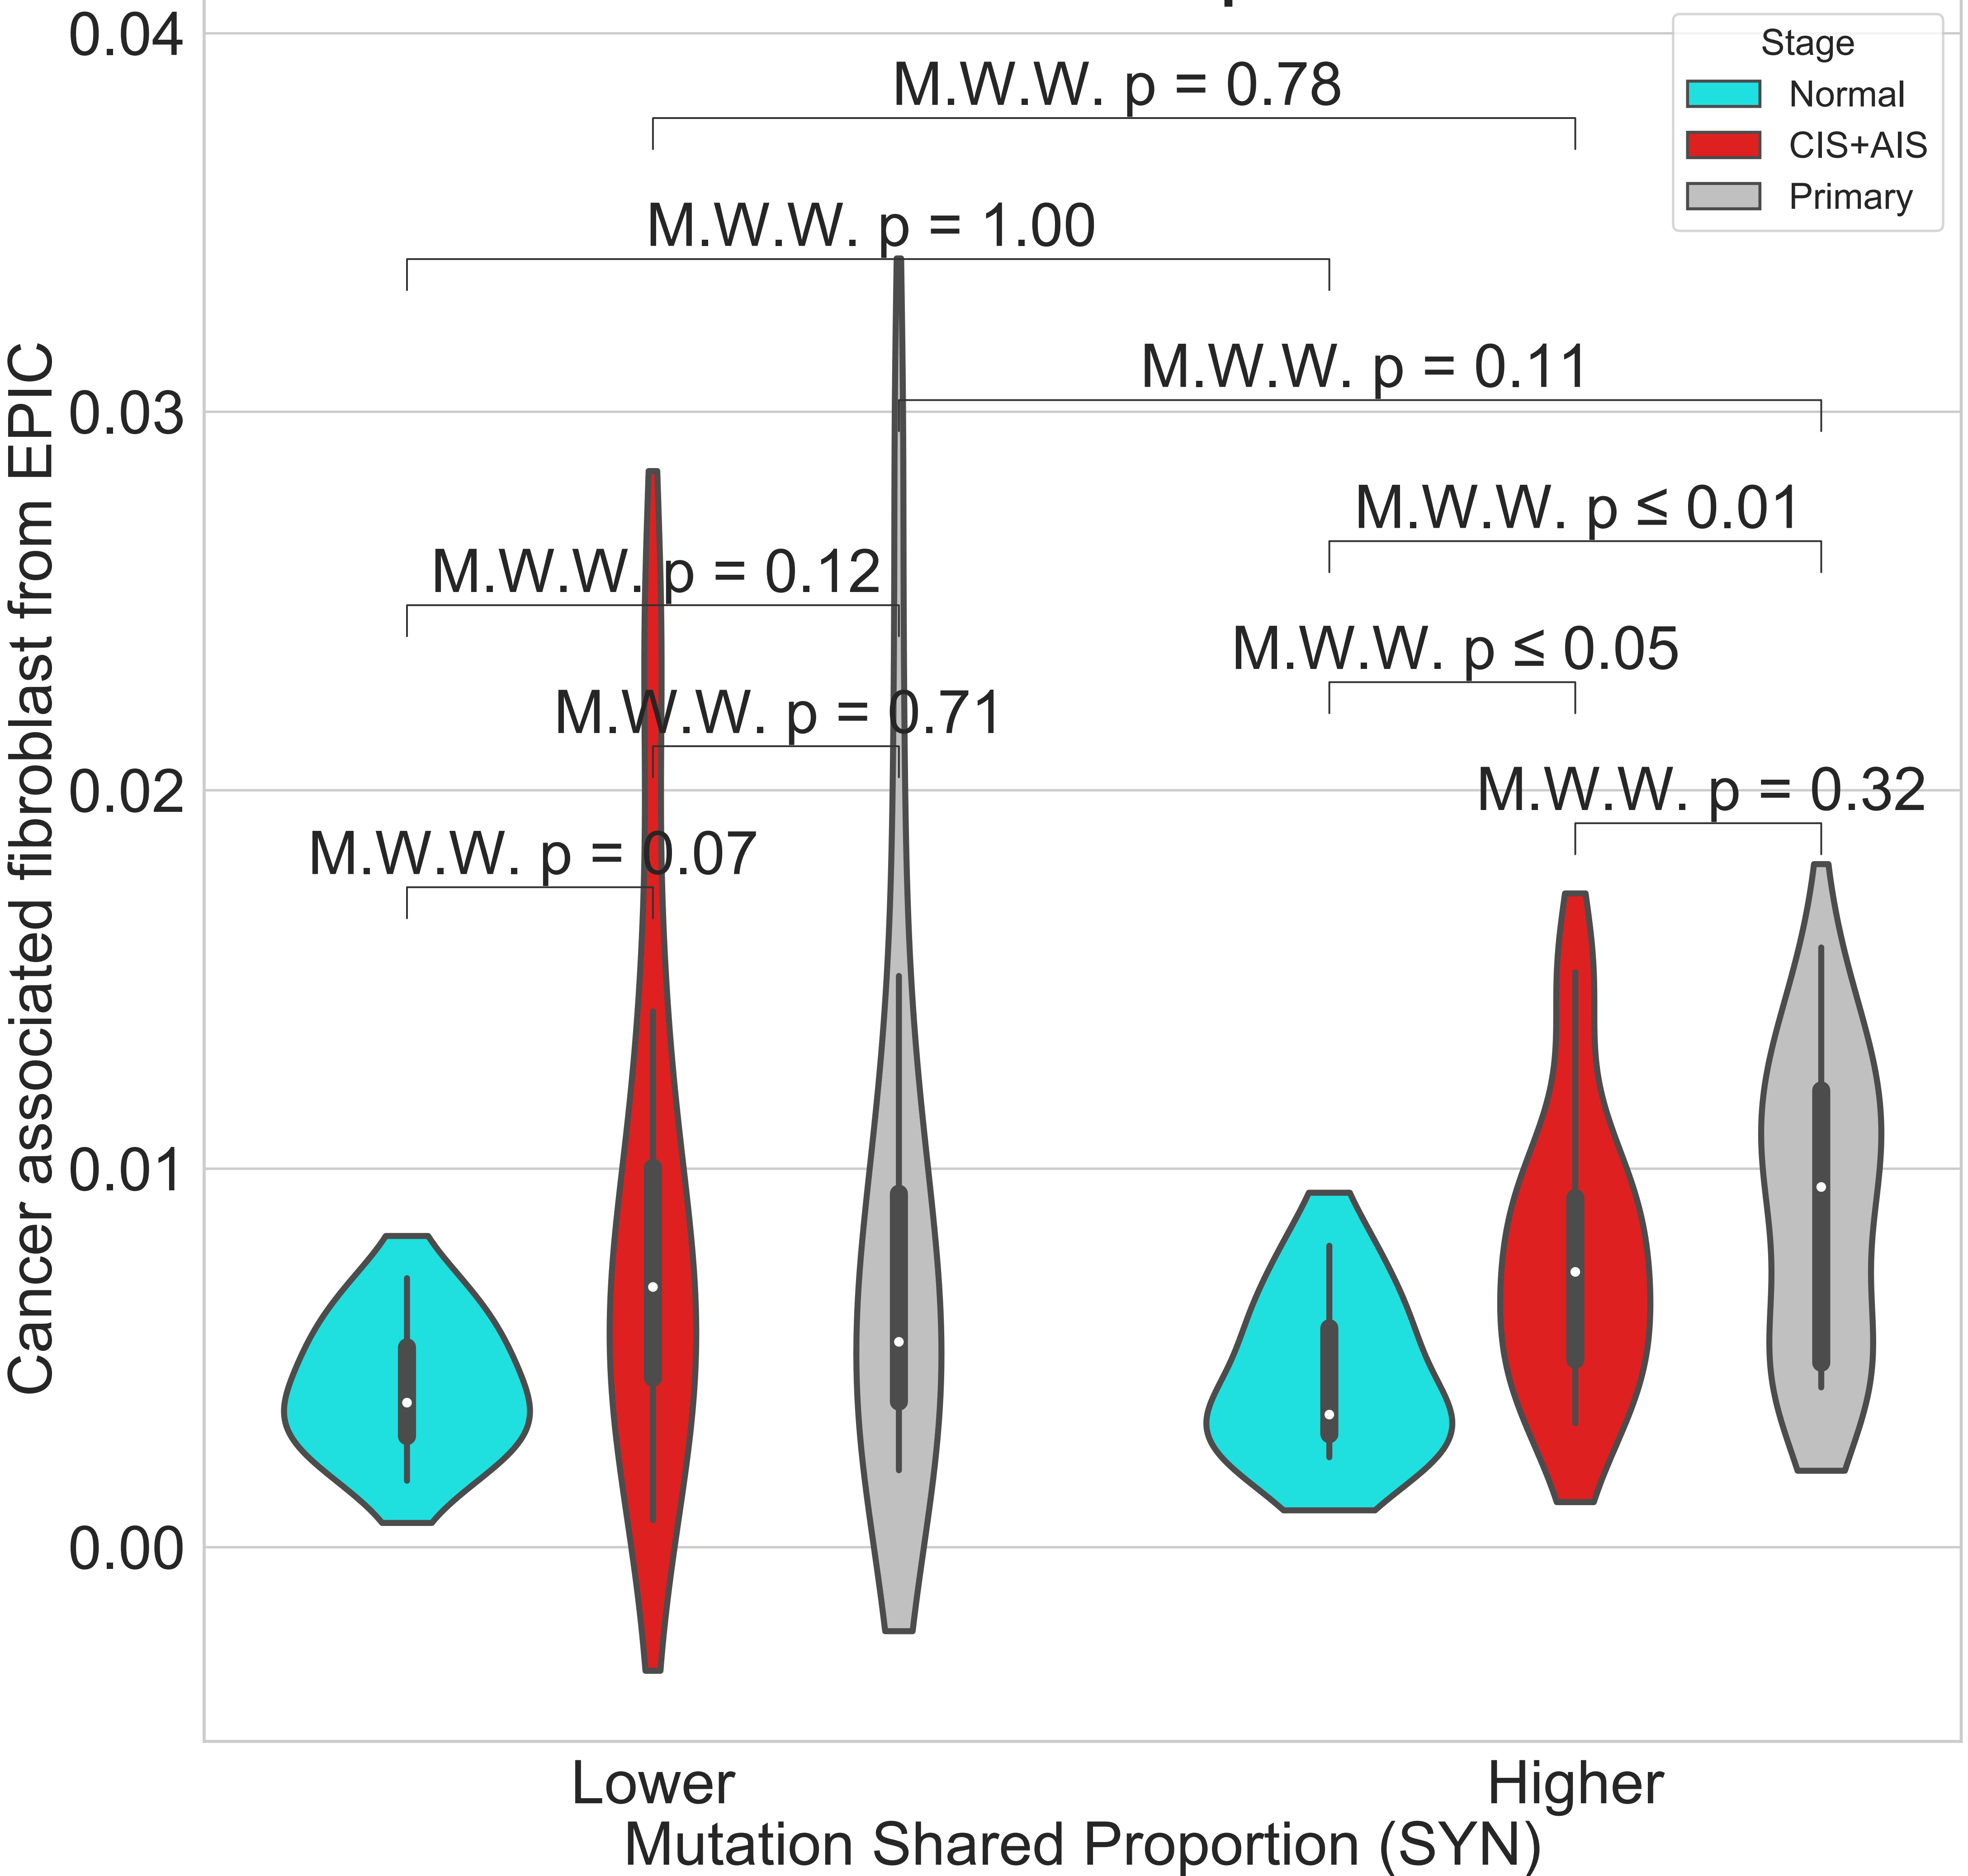 0.04
0.03
0.02
0.01
0.00
Cancer associated fibroblast from EPIC
M.W.W. p = 0.78
M.W.W. p = 1.00
M.W.W. p = 0.11
M.W.W. p ≤ 0.01
M.W.W. p = 0.12
M.W.W. p ≤ 0.05
M.W.W. p = 0.71
M.W.W. p = 0.32
M.W.W. p = 0.07
Stage
Normal
CIS+AIS
Primary
Lower
Higher
Mutation Shared Proportion (SYN)